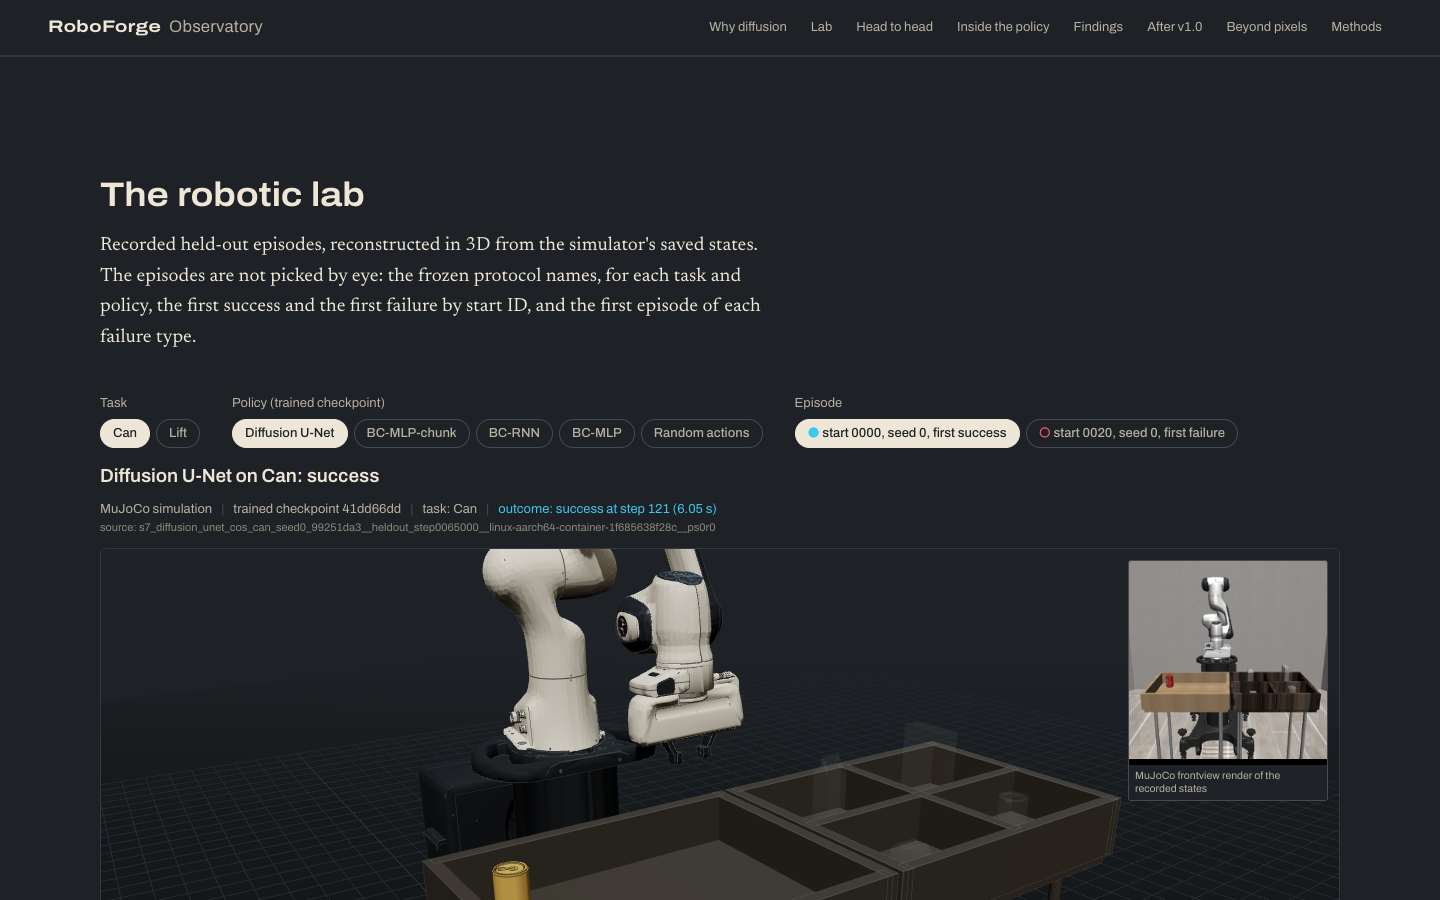 RoboForge Observatory
Why diffusion Lab Head to head Inside the policy Findings After v1.0 Beyond pixels Methods
The robotic lab
Recorded held-out episodes, reconstructed in 3D from the simulator's saved states.
The episodes are not picked by eye: the frozen protocol names, for each task and
policy, the first success and the first failure by start ID, and the first episode of each
failure type.
Task Policy (trained checkpoint) Episode
Can Lift Diffusion U-Net BC-MLP-chunk BC-RNN BC-MLP Random actions start 0000, seed 0, first success start 0020, seed 0, first failure
Diffusion U-Net on Can: success
MuJoCo simulation | trained checkpoint 41dd66dd | task: Can | outcome: success at step 121 (6.05 s)
source: s7_diffusion_unet_cos_can_seed0_99251da3__heldout_step0065000__linux-aarch64-container-1f685638f28c__ps0r0
MuJoCo frontview render of the
recorded states